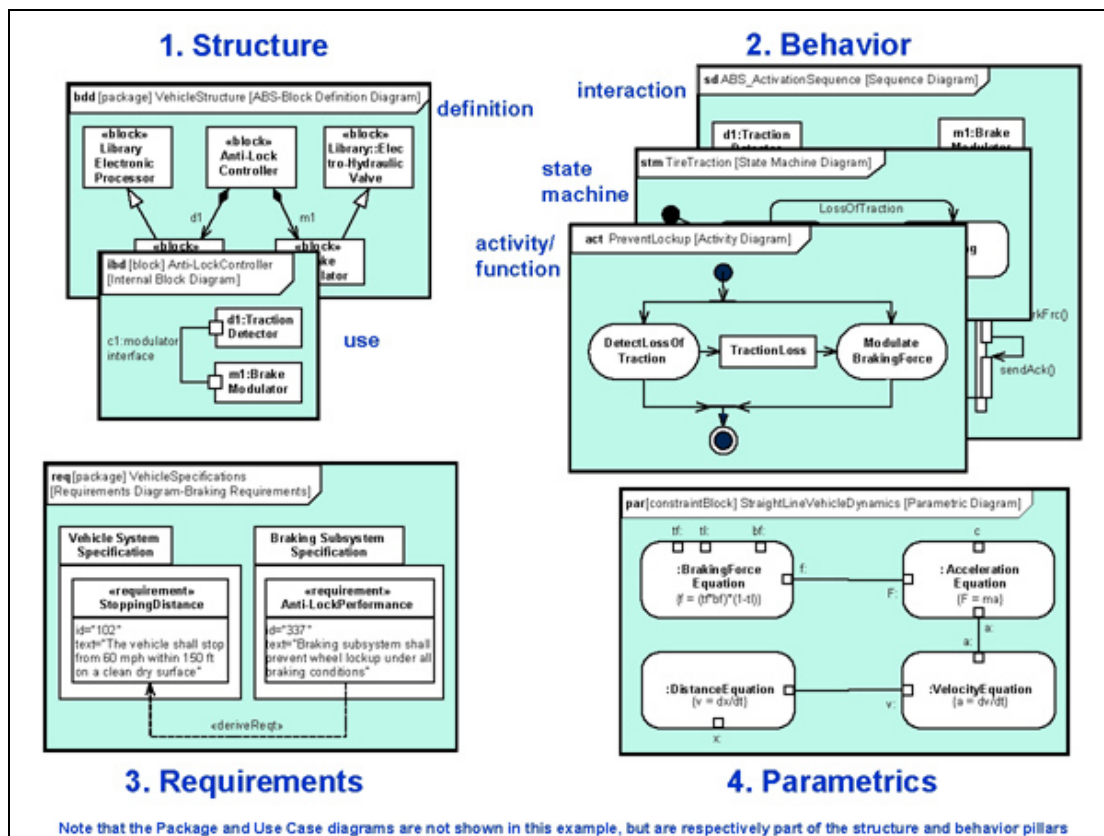 1. Structure
bdd [package] VehicleStructure [ABS-Block Definition Diagram]
definition
«block»
Library
Electronic
Processor
«block»
Anti-Lock
Controller
«block»
Library::Elec
tro-Hydraulic
Valve
d1
m1
«block»
«block»
ibd [block] Anti-LockController
[Internal Block Diagram]
use
c1:modulator
interface
d1:Traction
Detector
m1:Brake
Modulator
2. Behavior
interaction
sd ABS_ActivationSequence [Sequence Diagram]
d1:Traction
m1:Brake
state
machine
stm TireTraction [State Machine Diagram]
LossOfTraction
activity/
function
act PreventLockup [Activity Diagram]
DetectLossOf
Traction
TractionLoss
Modulate
BrakingForce
rkFrc()
sendAck()
req [package] VehicleSpecifications
[Requirements Diagram-Braking Requirements]
Vehicle System
Specification
«requirement»
StoppingDistance
id="102"
text="The vehicle shall stop
from 60 mph within 150 ft
on a clean dry surface"
Braking Subsystem
Specification
«requirement»
Anti-LockPerformance
id="337"
text="Braking subsystem shall
prevent wheel lockup under all
braking conditions"
«deriveReqt»
3. Requirements
par [constraintBlock] StraightLineVehicleDynamics [Parametric Diagram]
tf: tl: bf:
:BrakingForce
Equation
{f = (tf*bf)*(1-tl)}
f:
c
F:
: Acceleration
Equation
{F = ma}
a:
a:
:DistanceEquation
{v = dx/dt}
x:
v:
:VelocityEquation
{a = dv/dt}
4. Parametrics
Note that the Package and Use Case diagrams are not shown in this example, but are respectively part of the structure and behavior pillars